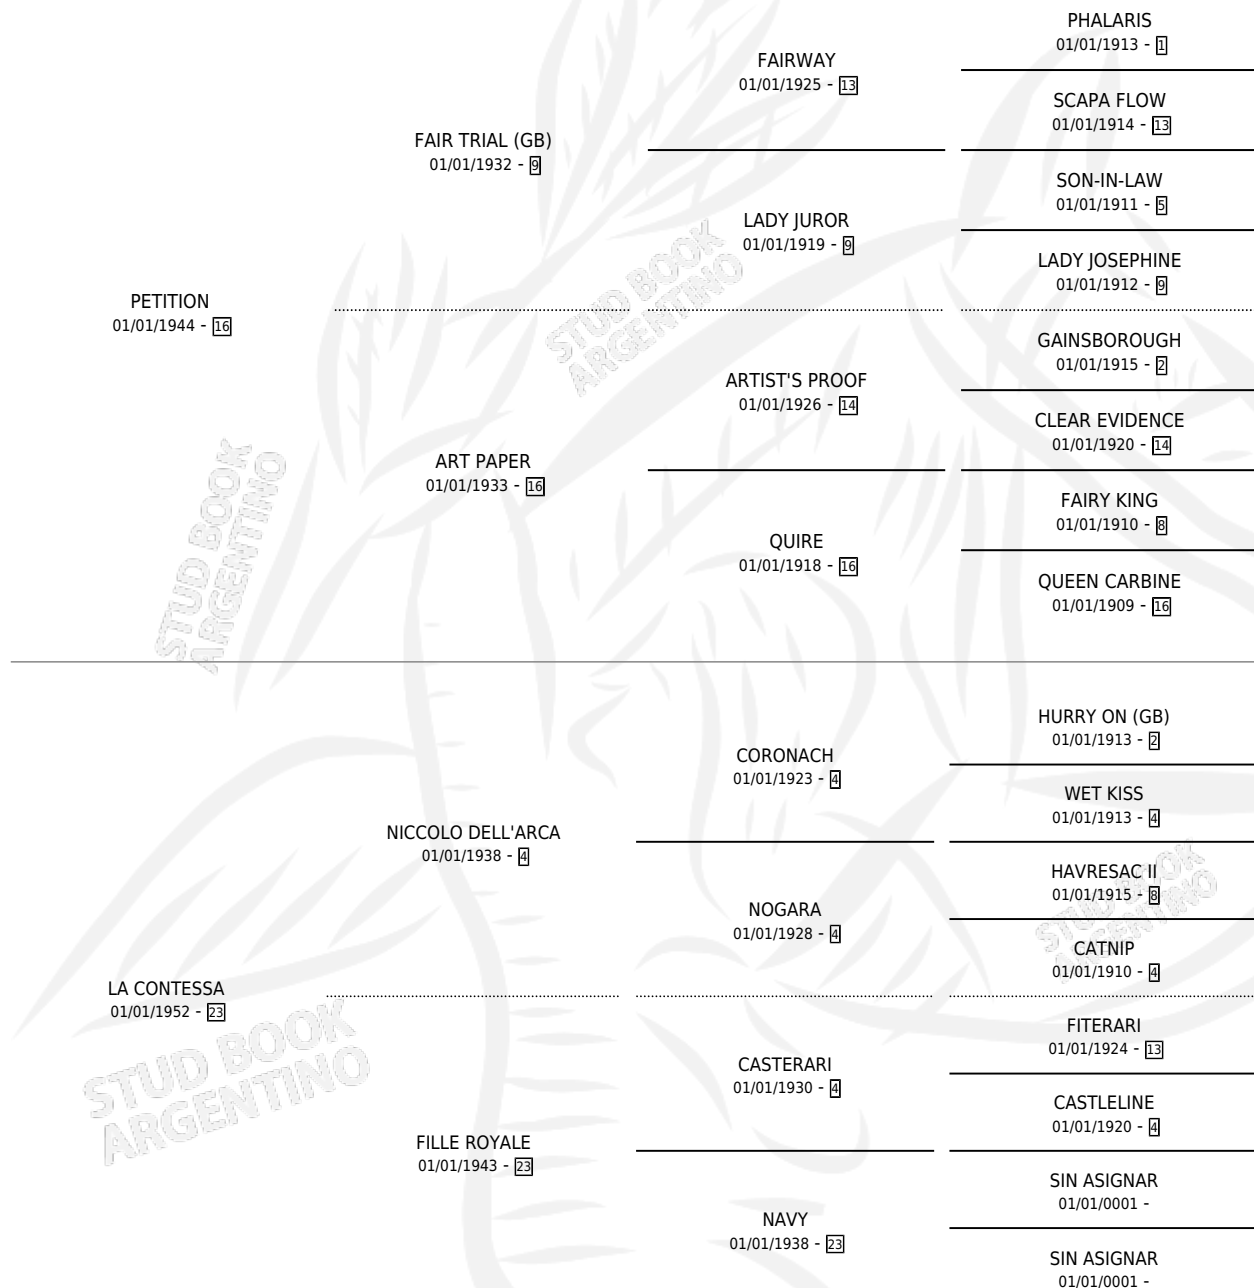 PHALARIS
01/01/1913 - 1
FAIRWAY
01/01/1925 - 13
SCAPA FLOW
01/01/1914 - 13
FAIR TRIAL (GB)
01/01/1932 - 9
SON-IN-LAW
01/01/1911 - 5
LADY JUROR
01/01/1919 - 9
LADY JOSEPHINE
01/01/1912 - 9
PETITION
01/01/1944 - 16
GAINSBOROUGH
01/01/1915 - 2
ARTIST'S PROOF
01/01/1926 - 14
CLEAR EVIDENCE
01/01/1920 - 14
ART PAPER
01/01/1933 - 16
FAIRY KING
01/01/1910 - 8
QUIRE
01/01/1918 - 16
QUEEN CARBINE
01/01/1909 - 16
HURRY ON (GB)
01/01/1913 - 2
CORONACH
01/01/1923 - 4
WET KISS
01/01/1913 - 4
NICCOLO DELL'ARCA
01/01/1938 - 4
HAVRESAC II
01/01/1915 - 8
NOGARA
01/01/1928 - 4
CATNIP
01/01/1910 - 4
LA CONTESSA
01/01/1952 - 23
FITERARI
01/01/1924 - 13
CASTERARI
01/01/1930 - 4
CASTLELINE
01/01/1920 - 4
FILLE ROYALE
01/01/1943 - 23
SIN ASIGNAR
01/01/0001 -
NAVY
01/01/1938 - 23
SIN ASIGNAR
01/01/0001 -
STUD BOOK
ARGENTINO
STUD BOOK
ARGENTINO
STUD BOOK
ARGENTINO
STUD BOOK
ARGENTINO